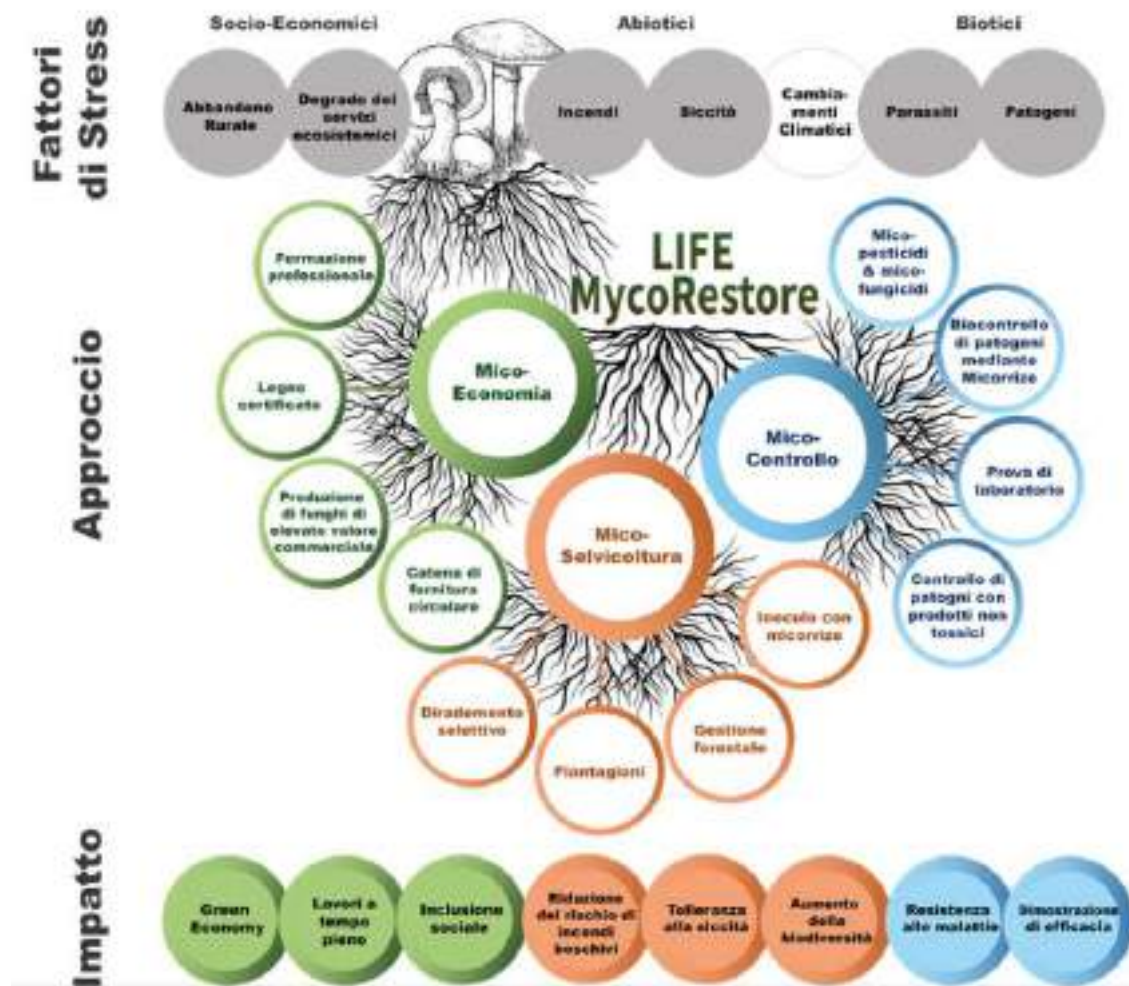 Fattori
di Stress
Socio-Economici
Abiotici
Biotici
Abbandono
Rurale
Degrado dei
servizi
ecosistemici
Incendi
Siccità
Cambia-
menti
Climatici
Parassiti
Patogeni
LIFE
MycoRestore
Approccio
Mico-
Economia
Formazione
professionale
Legno
certificato
Produzione
di funghi di
elevato valore
commerciale
Catena di
fornitura
circolare
Mico-
Selvicoltura
Diradamento
selettivo
Piantagioni
Gestione
forestale
Inoculo con
micorrize
Mico-
Controllo
Mico-
pesticidi
& mico-
fungicidi
Biocontrollo
di patogeni
mediante
Micorrize
Prova di
laboratorio
Controllo di
patogni con
prodotti non
tossici
Impatto
Green
Economy
Lavori a
tempo
pieno
Inclusione
sociale
Riduzione
del rischio di
incendi
boschivi
Tolleranza
alla siccità
Aumento
della
biodiversità
Resistenza
alle malattie
Dimostrazione
di efficacia